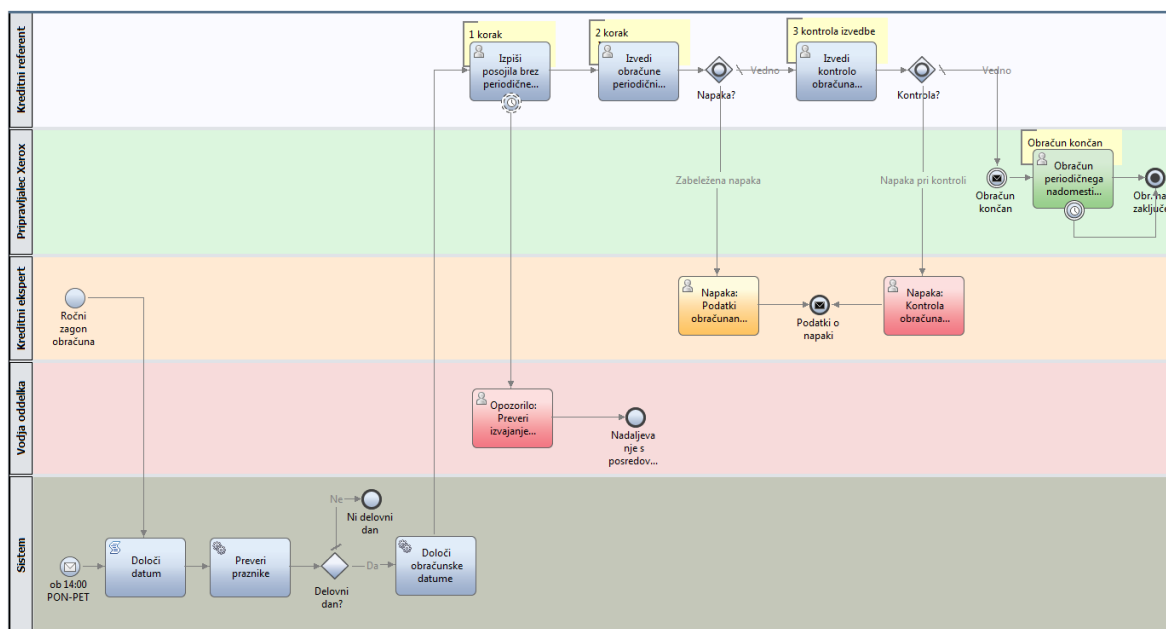 Kreditni referent
1 korak
Izpiši
posojila brez
periodične...
2 korak
Izvedi
obračune
periodični...
Napaka?
Vedno
3 kontrola izvedbe
Izvedi
kontrolo
obračuna...
Kontrola?
Vedno
Pripravljalec Xerox
Zabeležena napaka
Napaka pri kontroli
Obračun
končan
Obračun končan
Obračun
periodičnega
nadomesti...
Obr. na
zaključe
Kreditni ekspert
Ročni
zagon
obračuna
Napaka:
Podatki
obračunan...
Podatki o
napaki
Napaka:
Kontrola
obračuna...
Vodja oddelka
Opozorilo:
Preveri
izvajanje...
Nadaljeva
nje s
posredov...
Sistem
ob 14:00
PON-PET
Določi
datum
Preveri
praznike
Ne
Ni delovni
dan
Delovni
dan?
Da
Določi
obračunske
datume